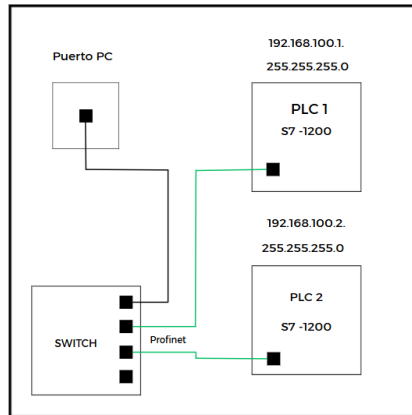 192.168.100.1.
255.255.255.0
Puerto PC
PLC 1
S7 -1200
192.168.100.2.
255.255.255.0
PLC 2
S7 -1200
Profinet
SWITCH